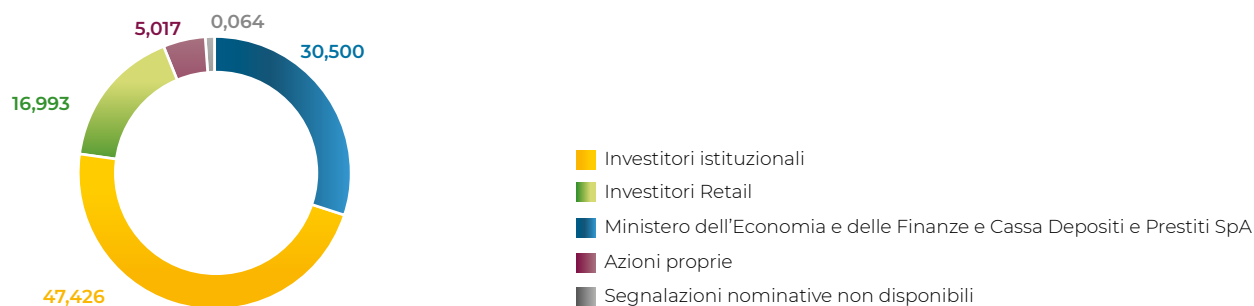 5,017
0,064
30,500
16,993
47,426
Investitori istituzionali
Investitori Retail
Ministero dell'Economia e delle Finanze e Cassa Depositi e Prestiti SpA
Azioni proprie
Segnalazioni nominative non disponibili